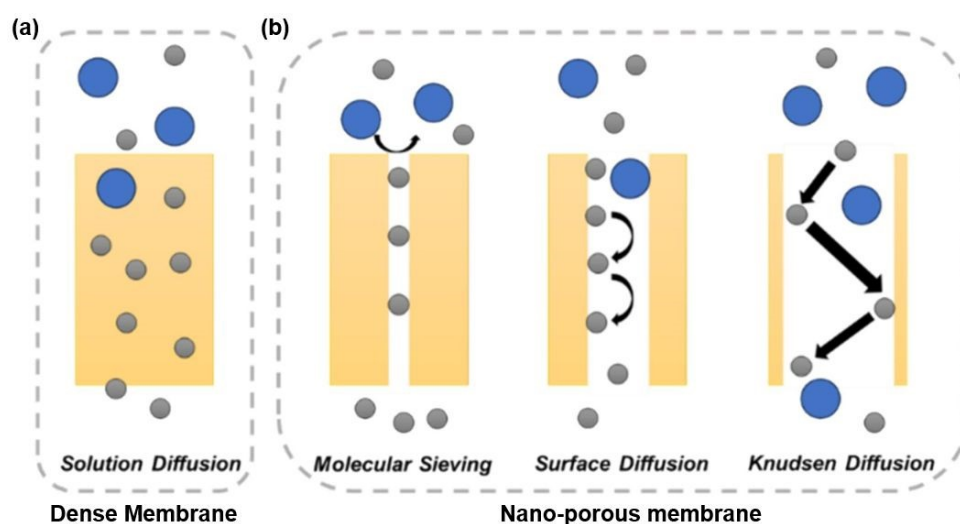 (a)
(b)
Solution Diffusion
Molecular Sieving
Surface Diffusion
Knudsen Diffusion
Dense Membrane
Nano-porous membrane